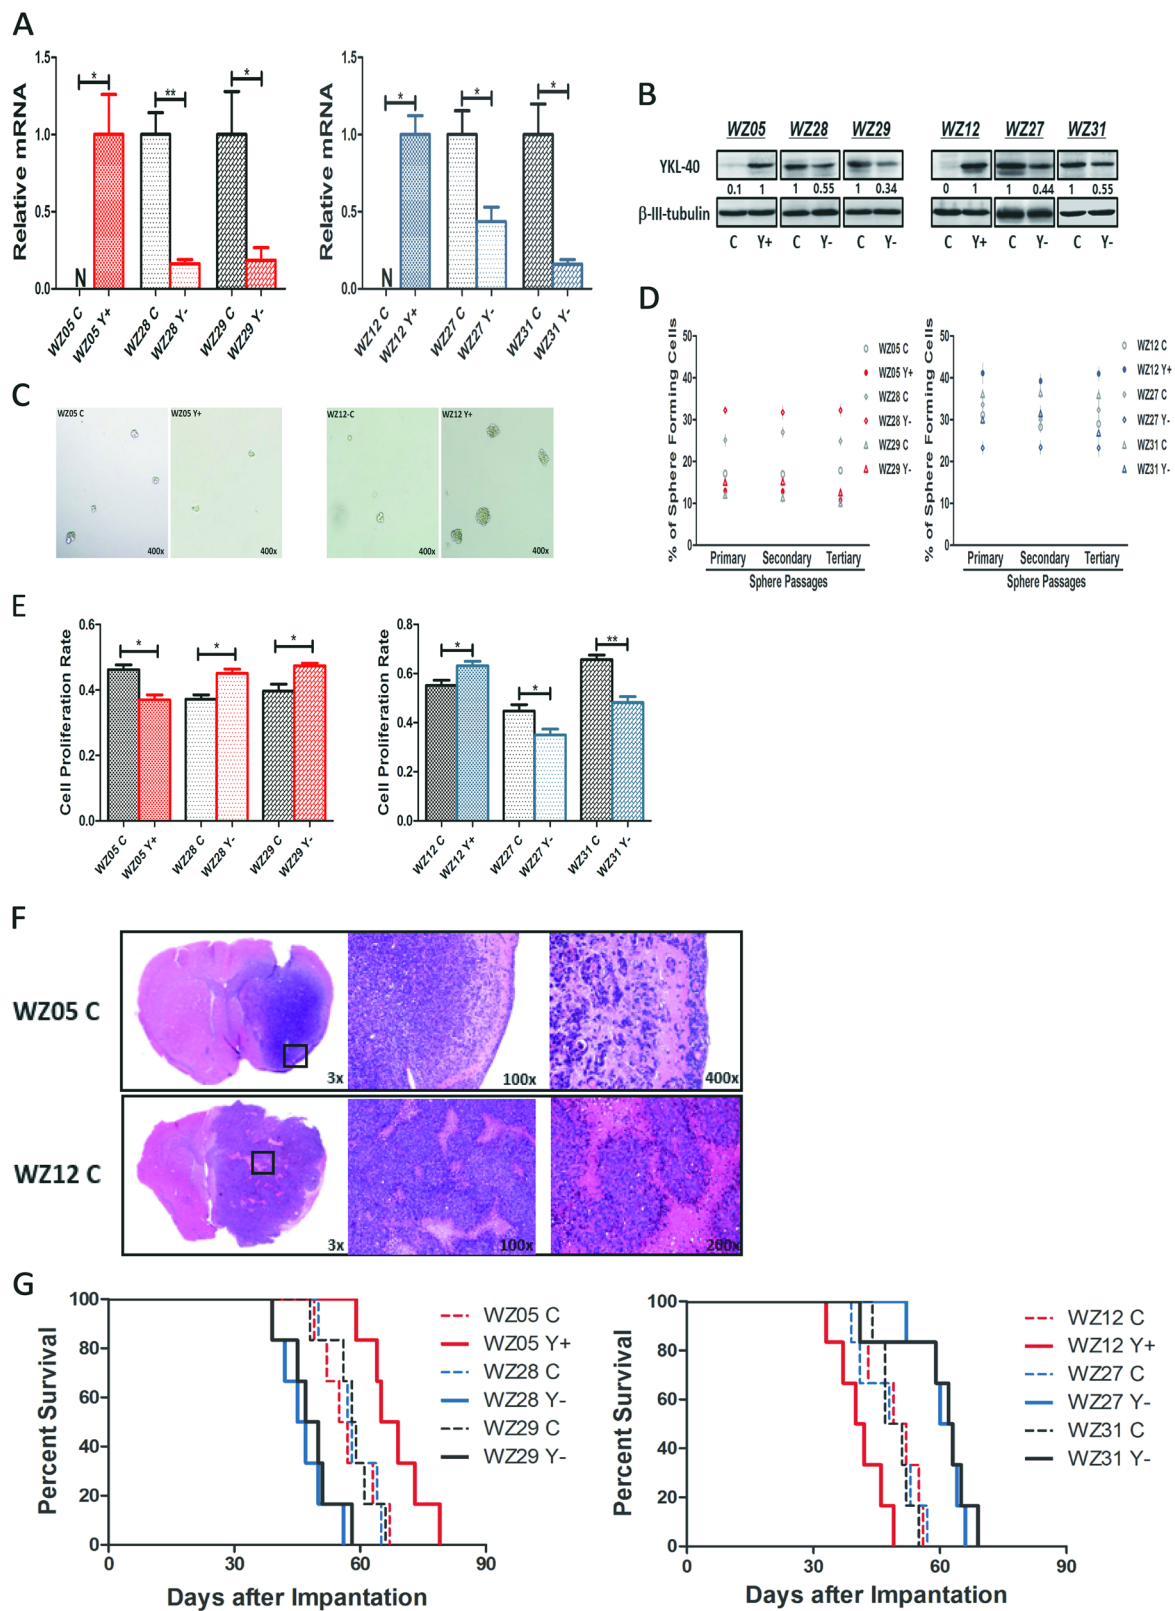 A
Relative mRNA
1.5
1.0
0.5
0.0
*
**
*
N
WZ05 C
WZ05 Y+
WZ28 C
WZ28 Y-
WZ29 C
WZ29 Y-
Relative mRNA
1.5
1.0
0.5
0.0
*
*
*
N
WZ12 C
WZ12 Y+
WZ27 C
WZ27 Y-
WZ31 C
WZ31 Y-
B
WZ05 WZ28 WZ29 WZ12 WZ27 WZ31
YKL-40
0.1 1 1 0.55 1 0.34 0 1 1 0.44 1 0.55
β-III-tubulin
C Y+ C Y- C Y- C Y+ C Y- C Y-
C
WZ05 C
400x
WZ05 Y+
400x
WZ12-C
400x
WZ12 Y+
400x
D
% of Sphere Forming Cells
50
40
30
20
10
0
Primary Secondary Tertiary
Sphere Passages
WZ05 C
WZ05 Y+
WZ28 C
WZ28 Y-
WZ29 C
WZ29 Y-
% of Sphere Forming Cells
50
40
30
20
10
0
Primary Secondary Tertiary
Sphere Passages
WZ12 C
WZ12 Y+
WZ27 C
WZ27 Y-
WZ31 C
WZ31 Y-
E
Cell Proliferation Rate
0.6
0.4
0.2
0.0
*
*
*
WZ05 C
WZ05 Y+
WZ28 C
WZ28 Y-
WZ29 C
WZ29 Y-
Cell Proliferation Rate
0.8
0.6
0.4
0.2
0.0
*
*
**
WZ12 C
WZ12 Y+
WZ27 C
WZ27 Y-
WZ31 C
WZ31 Y-
F
WZ05 C
3x
100x
400x
WZ12 C
3x
100x
200x
G
Percent Survival
100
80
60
40
20
0
0 30 60 90
Days after Impantation
WZ05 C
WZ05 Y+
WZ28 C
WZ28 Y-
WZ29 C
WZ29 Y-
Percent Survival
100
80
60
40
20
0
0 30 60 90
Days after Impantation
WZ12 C
WZ12 Y+
WZ27 C
WZ27 Y-
WZ31 C
WZ31 Y-